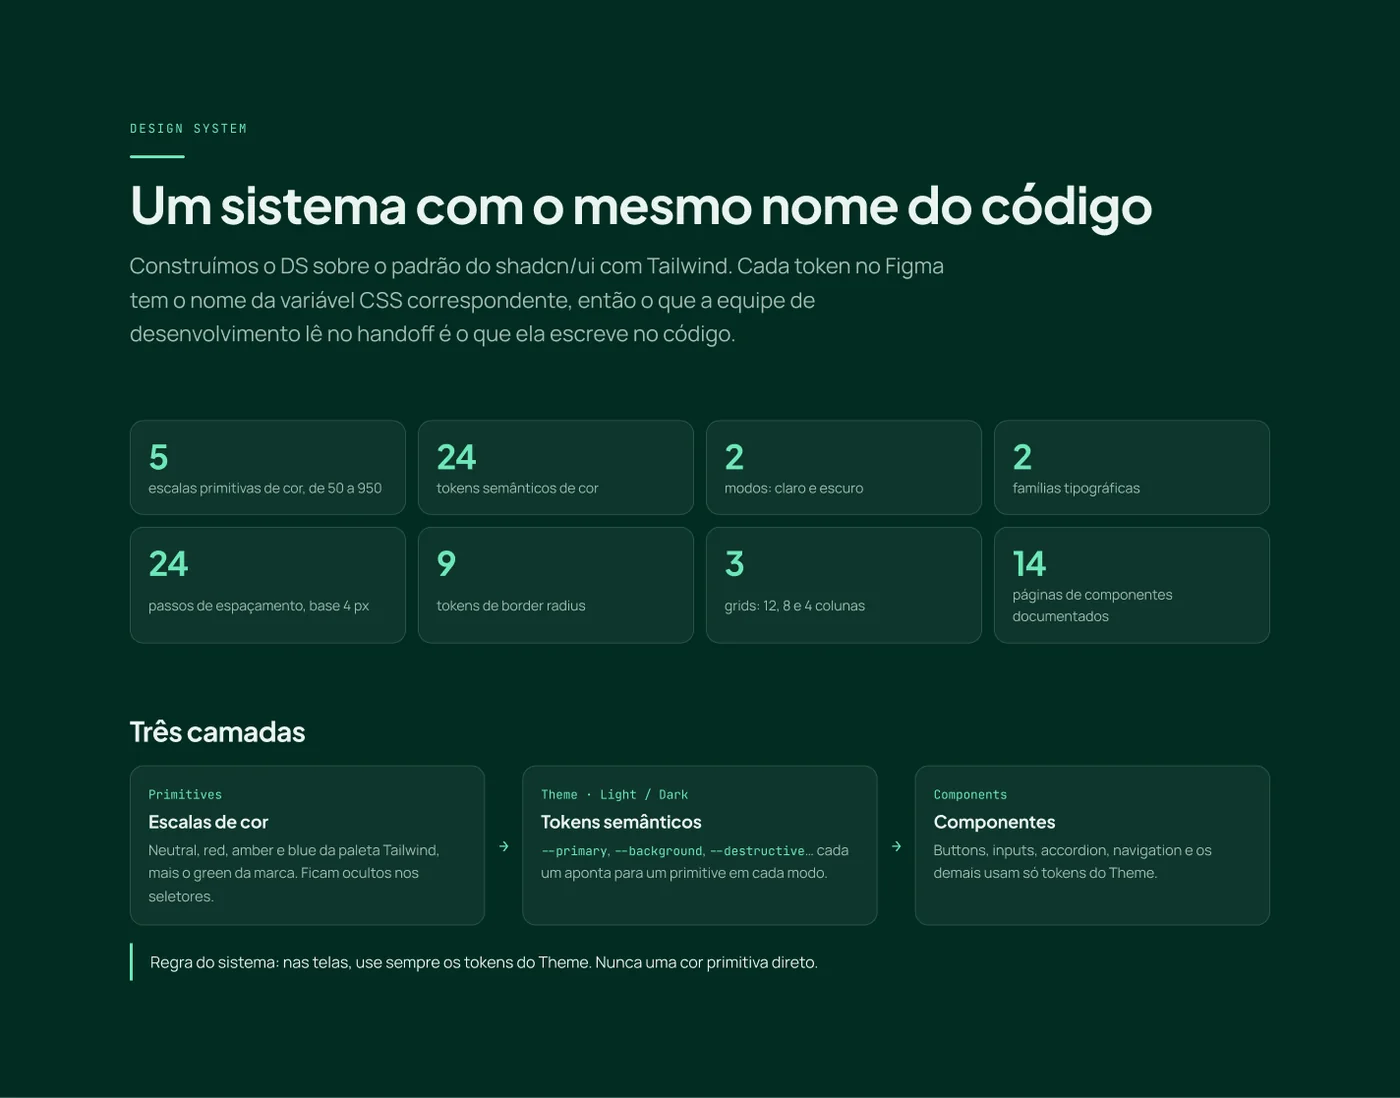 DESIGN SYSTEM
Um sistema com o mesmo nome do código
Construímos o DS sobre o padrão do shadcn/ui com Tailwind. Cada token no Figma
tem o nome da variável CSS correspondente, então o que a equipe de
desenvolvimento lê no handoff é o que ela escreve no código.
5
escalas primitivas de cor, de 50 a 950
24
tokens semânticos de cor
2
modos: claro e escuro
2
famílias tipográficas
24
passos de espaçamento, base 4 px
9
tokens de border radius
3
grids: 12, 8 e 4 colunas
14
páginas de componentes
documentados
Três camadas
Primitives
Escalas de cor
Neutral, red, amber e blue da paleta Tailwind,
mais o green da marca. Ficam ocultos nos
seletores.
→
Theme · Light / Dark
Tokens semânticos
--primary, --background, --destructive… cada
um aponta para um primitive em cada modo.
→
Components
Componentes
Buttons, inputs, accordion, navigation e os
demais usam só tokens do Theme.
Regra do sistema: nas telas, use sempre os tokens do Theme. Nunca uma cor primitiva direto.